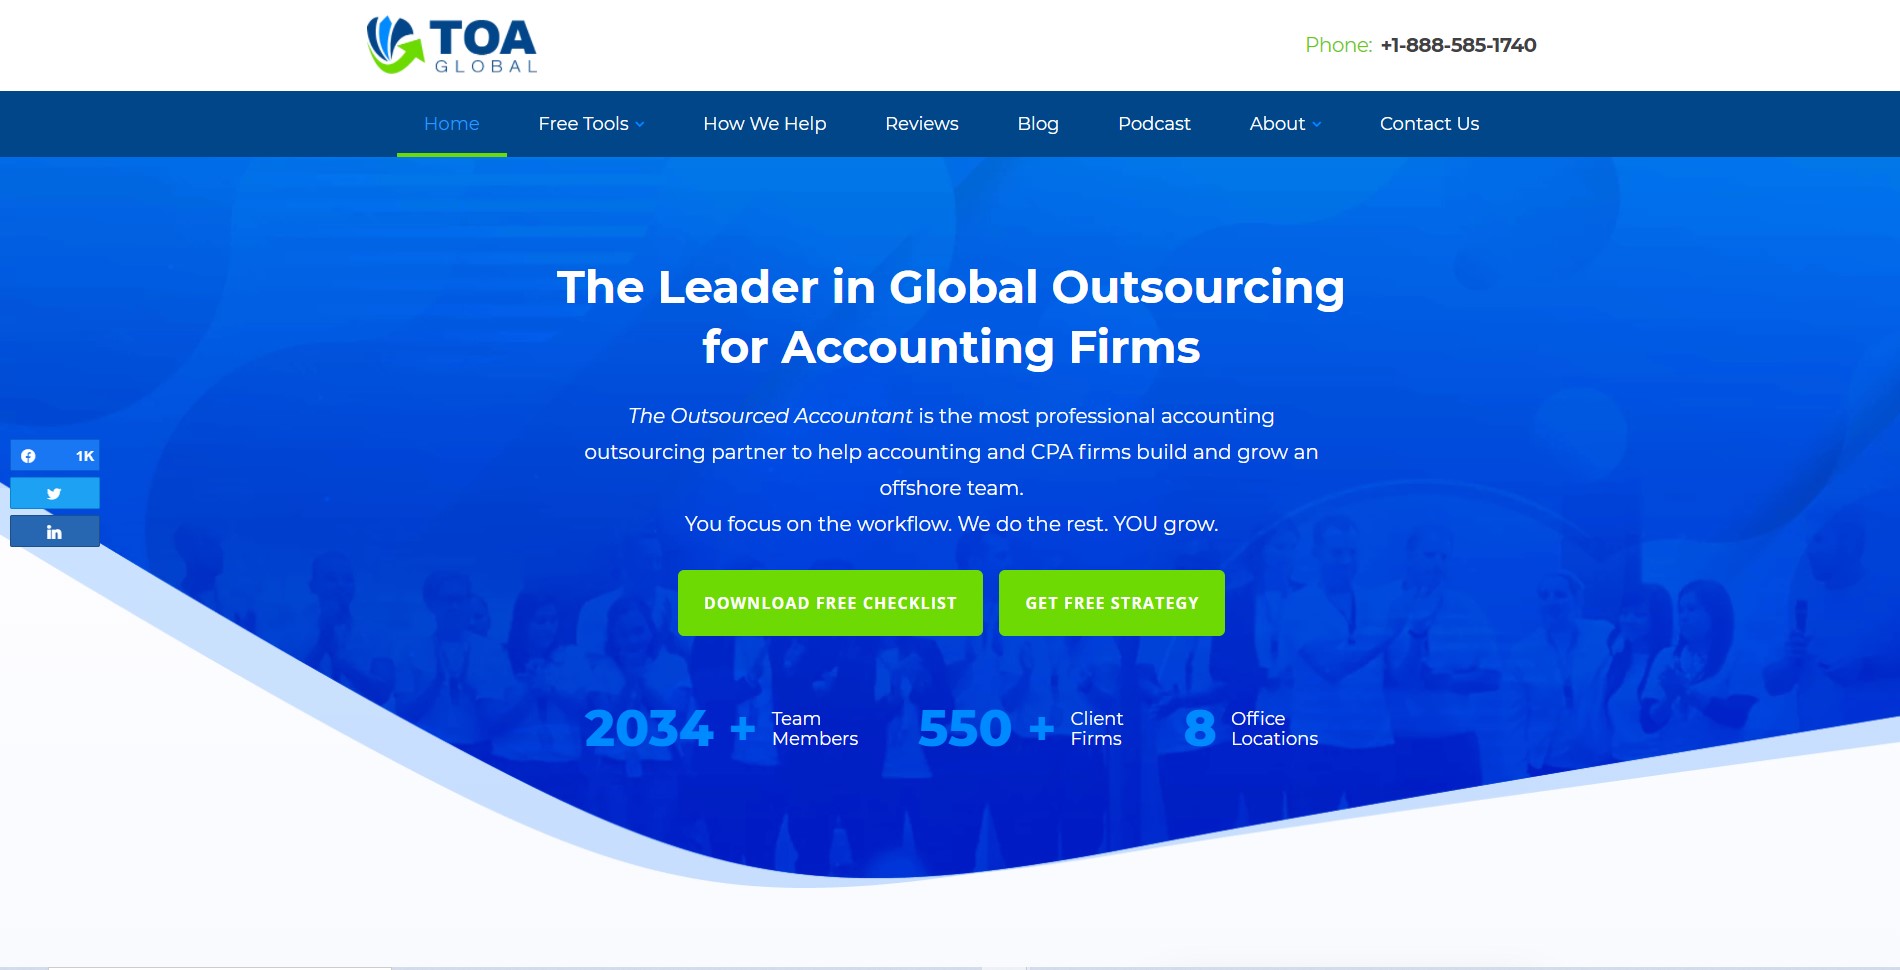 TOA
GLOBAL
Phone: +1-888-585-1740
Home Free Tools How We Help Reviews Blog Podcast About Contact Us
The Leader in Global Outsourcing
for Accounting Firms
The Outsourced Accountant is the most professional accounting
outsourcing partner to help accounting and CPA firms build and grow an
offshore team.
You focus on the workflow. We do the rest. YOU grow.
1K
in
DOWNLOAD FREE CHECKLIST GET FREE STRATEGY
2034 + Team
Members
550 + Client
Firms
8 Office
Locations